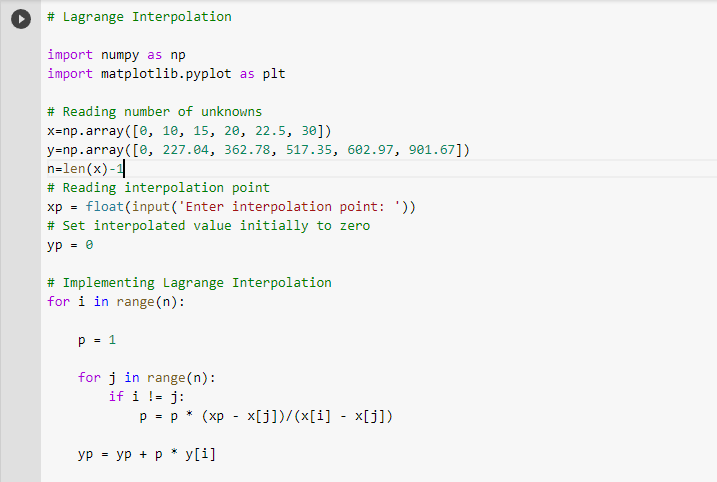 # Lagrange Interpolation
import numpy as np
import matplotlib.pyplot as plt
# Reading number of unknowns
x=np.array([0, 10, 15, 20, 22.5, 30])
y=np.array([0, 227.04, 362.78, 517.35, 602.97, 901.67])
n=len(x)-1
# Reading interpolation point
xp = float(input('Enter interpolation point: '))
# Set interpolated value initially to zero
yp = 0
# Implementing Lagrange Interpolation
for i in range(n):
    p = 1
    for j in range(n):
        if i != j:
            p = p * (xp - x[j])/(x[i] - x[j])
    yp = yp + p * y[i]